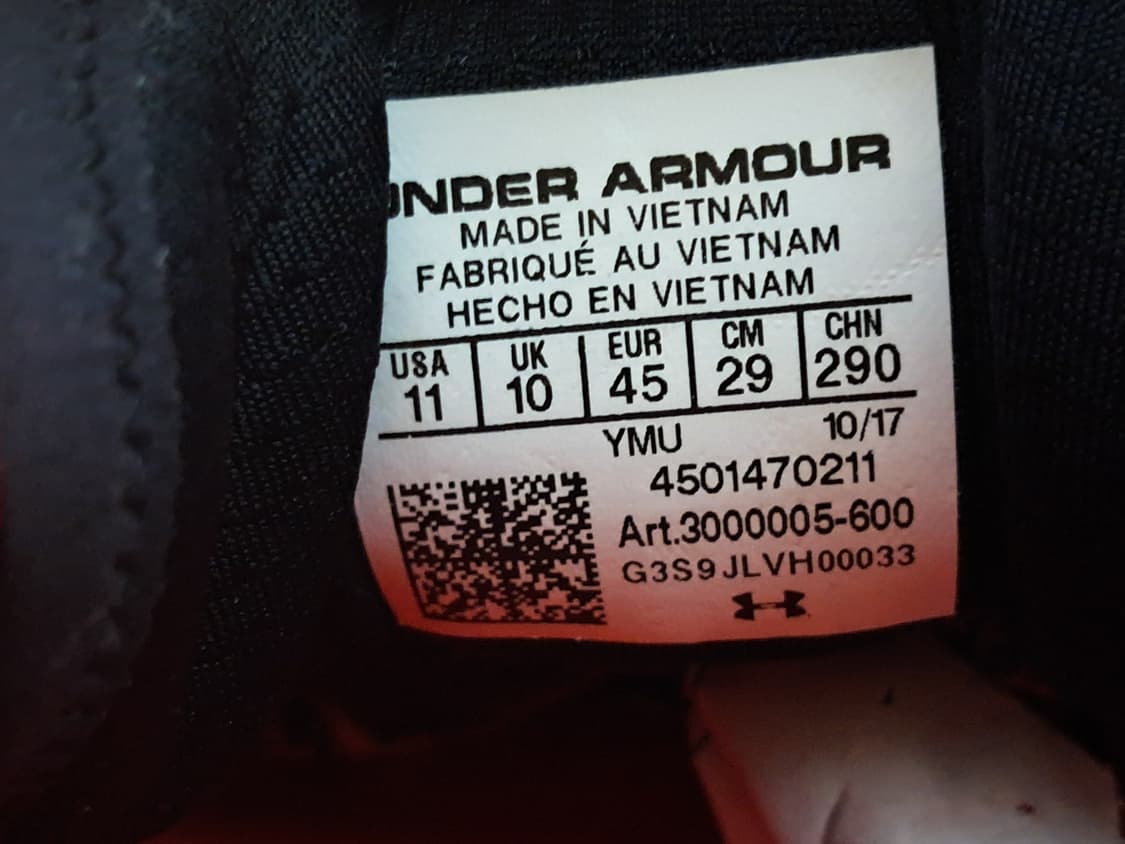 UNDER ARMOUR
MADE IN VIETNAM
FABRIQUÉ AU VIETNAM
HECHO EN VIETNAM
USA UK EUR CM CHN
11 10 45 29 290
YMU 10/17
4501470211
Art.3000005-600
G3S9JLVH00033